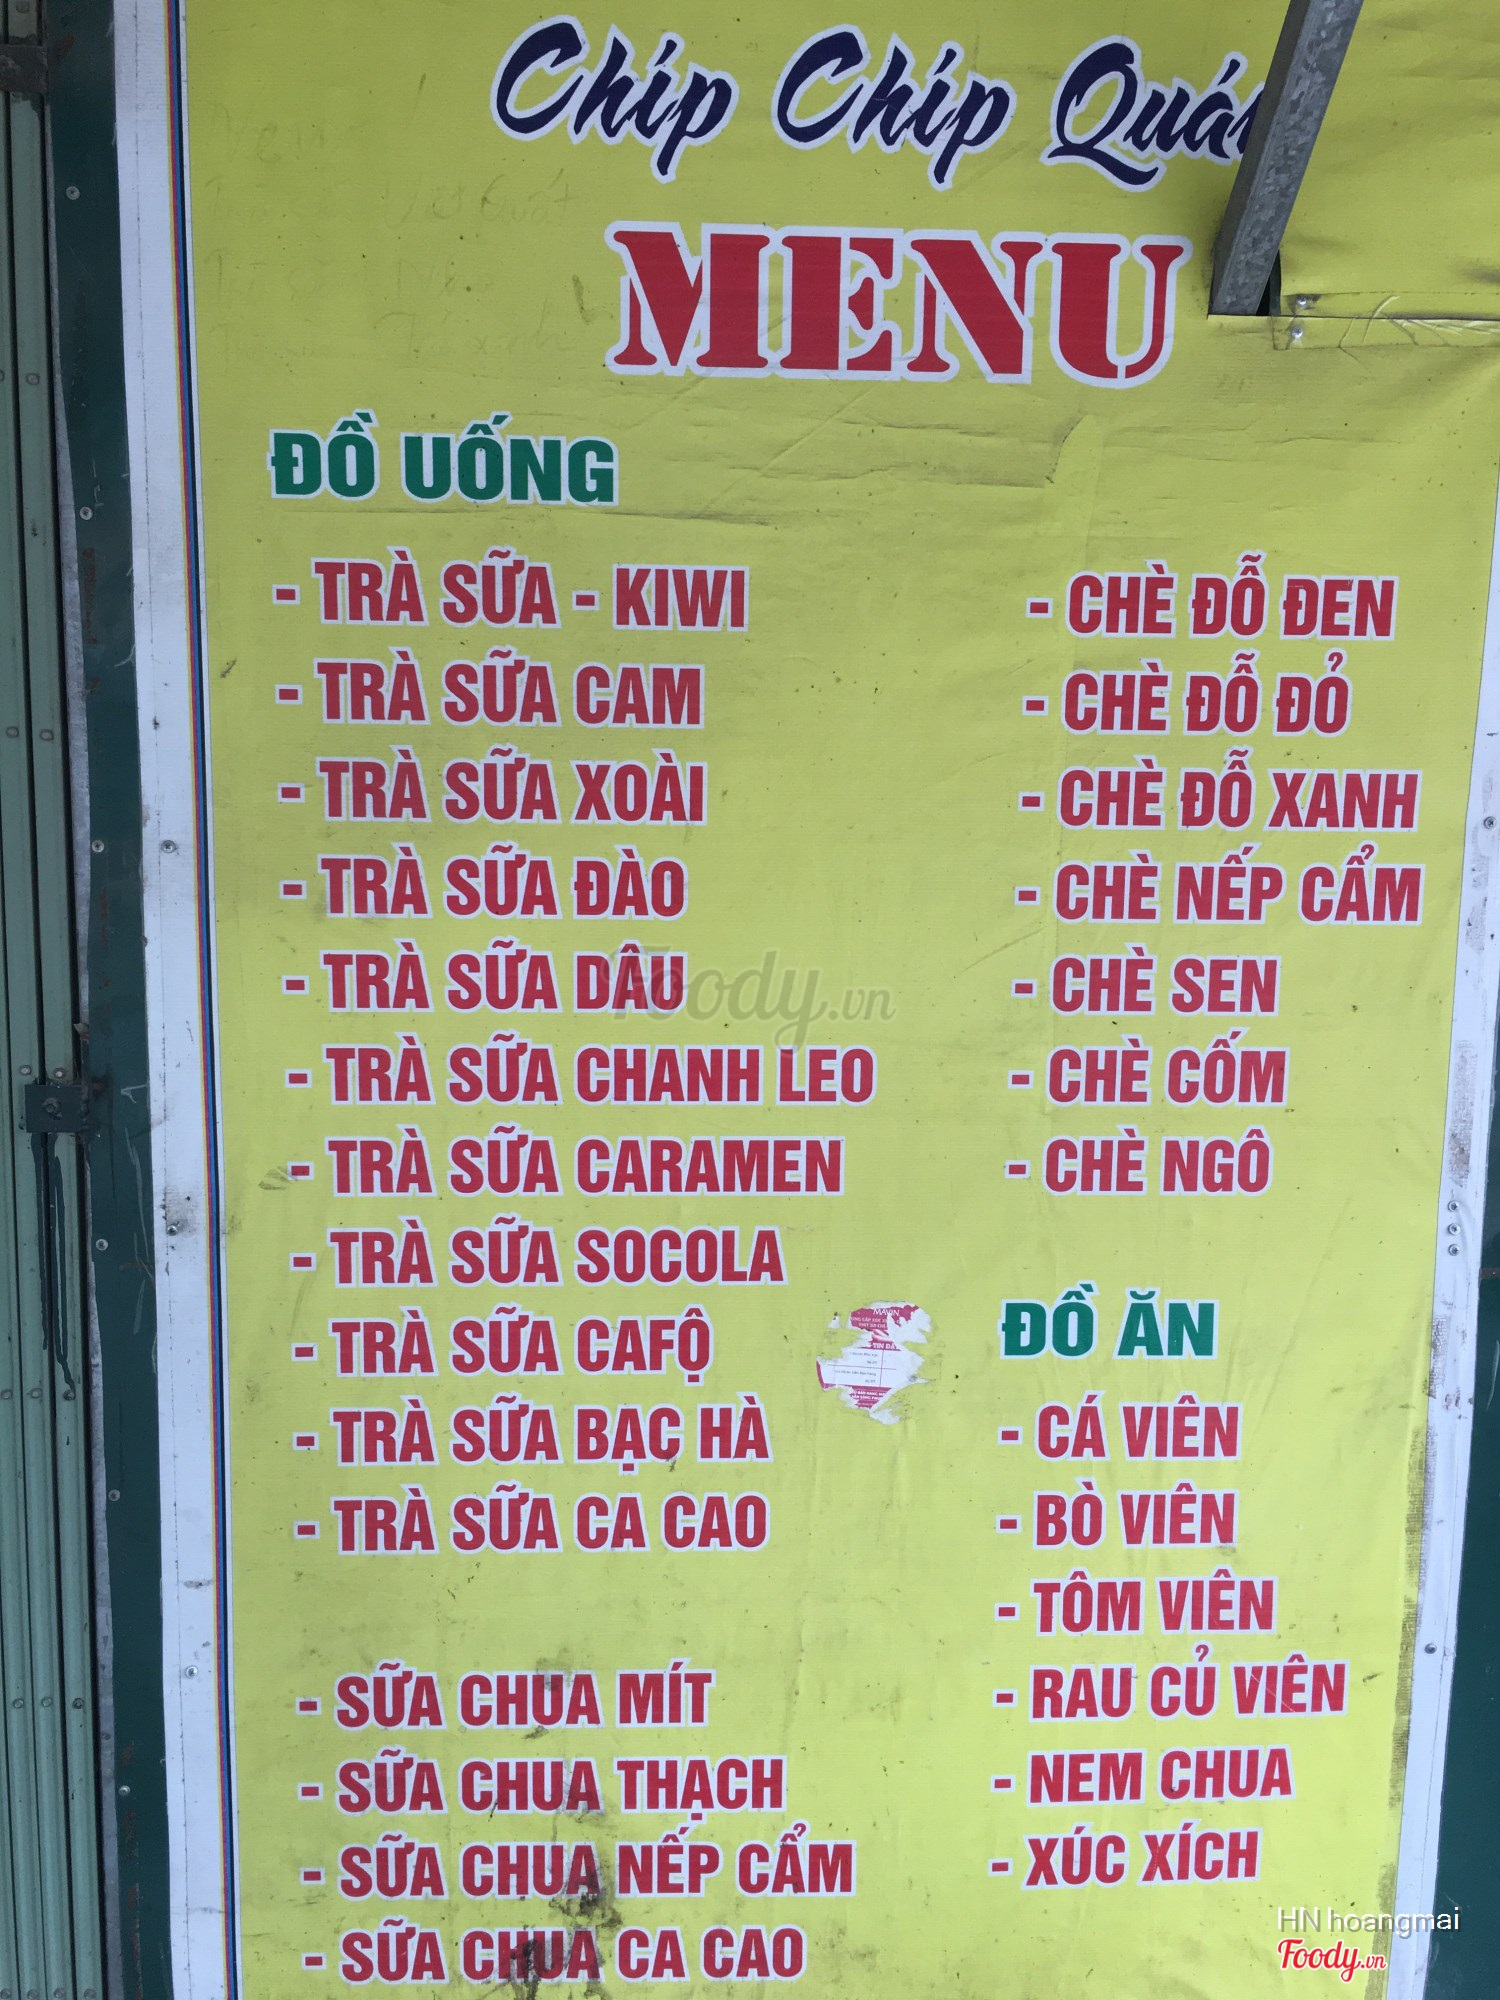 Chíp Chíp Quán
MENU
ĐỒ UỐNG
- TRÀ SỮA - KIWI
- TRÀ SỮA CAM
- TRÀ SỮA XOÀI
- TRÀ SỮA ĐÀO
- TRÀ SỮA DÂU
- TRÀ SỮA CHANH LEO
- TRÀ SỮA CARAMEN
- TRÀ SỮA SOCOLA
- TRÀ SỮA CAFỘ
- TRÀ SỮA BẠC HÀ
- TRÀ SỮA CA CAO
- SỮA CHUA MÍT
- SỮA CHUA THẠCH
- SỮA CHUA NẾP CẨM
- SỮA CHUA CA CAO
- CHÈ ĐỖ ĐEN
- CHÈ ĐỖ ĐỎ
- CHÈ ĐỖ XANH
- CHÈ NẾP CẨM
- CHÈ SEN
- CHÈ CỐM
- CHÈ NGÔ
ĐỒ ĂN
- CÁ VIÊN
- BÒ VIÊN
- TÔM VIÊN
- RAU CỦ VIÊN
- NEM CHUA
- XÚC XÍCH
MAVIN
Foody.vn
HN hoangmai
Foody.vn